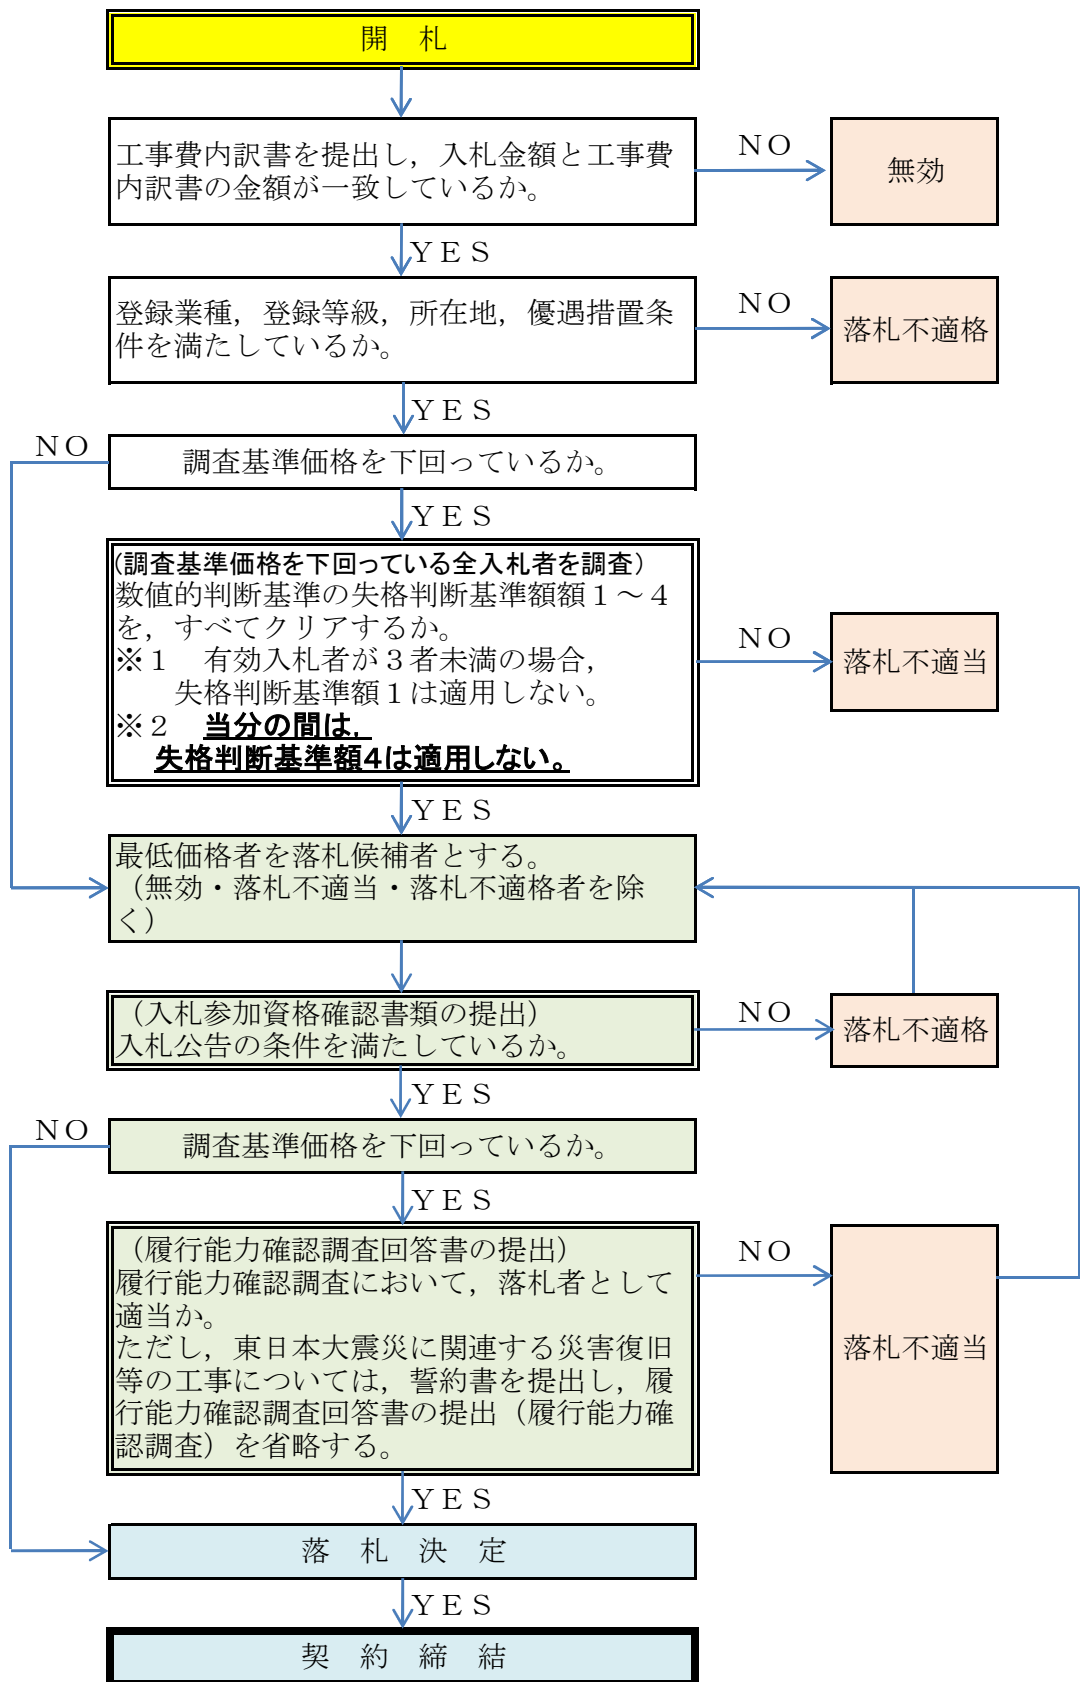 開　札
工事費内訳書を提出し，入札金額と工事費
内訳書の金額が一致しているか。
ＮＯ
無効
ＹＥＳ
登録業種，登録等級，所在地，優遇措置条
件を満たしているか。
ＮＯ
落札不適格
ＹＥＳ
ＮＯ
調査基準価格を下回っているか。
ＹＥＳ
(調査基準価格を下回っている全入札者を調査）
数値的判断基準の失格判断基準額額１～４
を，すべてクリアするか。
※１　有効入札者が３者未満の場合，
失格判断基準額１は適用しない。
※２　当分の間は，
失格判断基準額４は適用しない。
ＮＯ
落札不適当
ＹＥＳ
最低価格者を落札候補者とする。
（無効・落札不適当・落札不適格者を除
く）
（入札参加資格確認書類の提出）
入札公告の条件を満たしているか。
ＮＯ
落札不適格
ＹＥＳ
ＮＯ
調査基準価格を下回っているか。
ＹＥＳ
（履行能力確認調査回答書の提出）
履行能力確認調査において，落札者として
適当か。
ただし，東日本大震災に関連する災害復旧
等の工事については，誓約書を提出し，履
行能力確認調査回答書の提出（履行能力確
認調査）を省略する。
ＮＯ
落札不適当
ＹＥＳ
落　札　決　定
ＹＥＳ
契　約　締　結